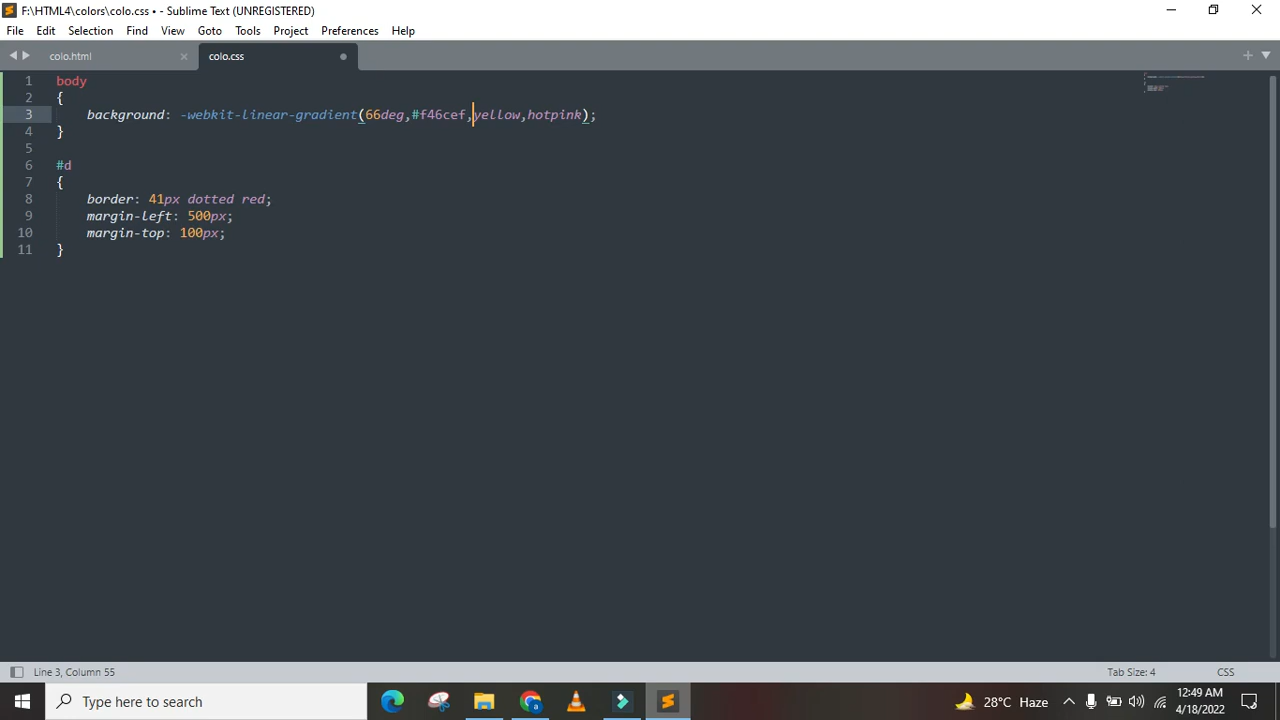 F:\HTML4\colors\colo.css • - Sublime Text (UNREGISTERED)
File Edit Selection Find View Goto Tools Project Preferences Help
colo.html
colo.css
1 body
2 {
3 background: -webkit-linear-gradient(66deg,#f46cef,yellow,hotpink);
4 }
5
6 #d
7 {
8 border: 41px dotted red;
9 margin-left: 500px;
10 margin-top: 100px;
11 }
Line 3, Column 55
Tab Size: 4
CSS
Type here to search
28°C Haze
12:49 AM
4/18/2022